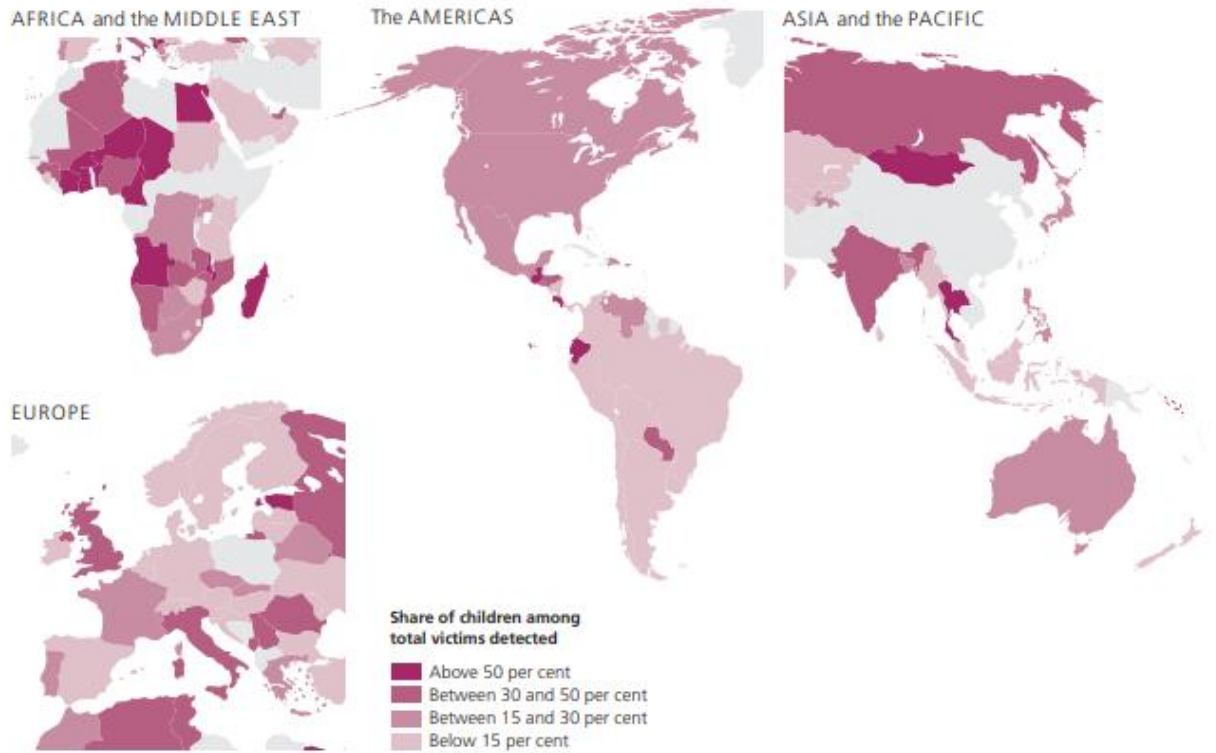 AFRICA and the MIDDLE EAST
The AMERICAS
ASIA and the PACIFIC
EUROPE
Share of children among
total victims detected
Above 50 per cent
Between 30 and 50 per cent
Between 15 and 30 per cent
Below 15 per cent